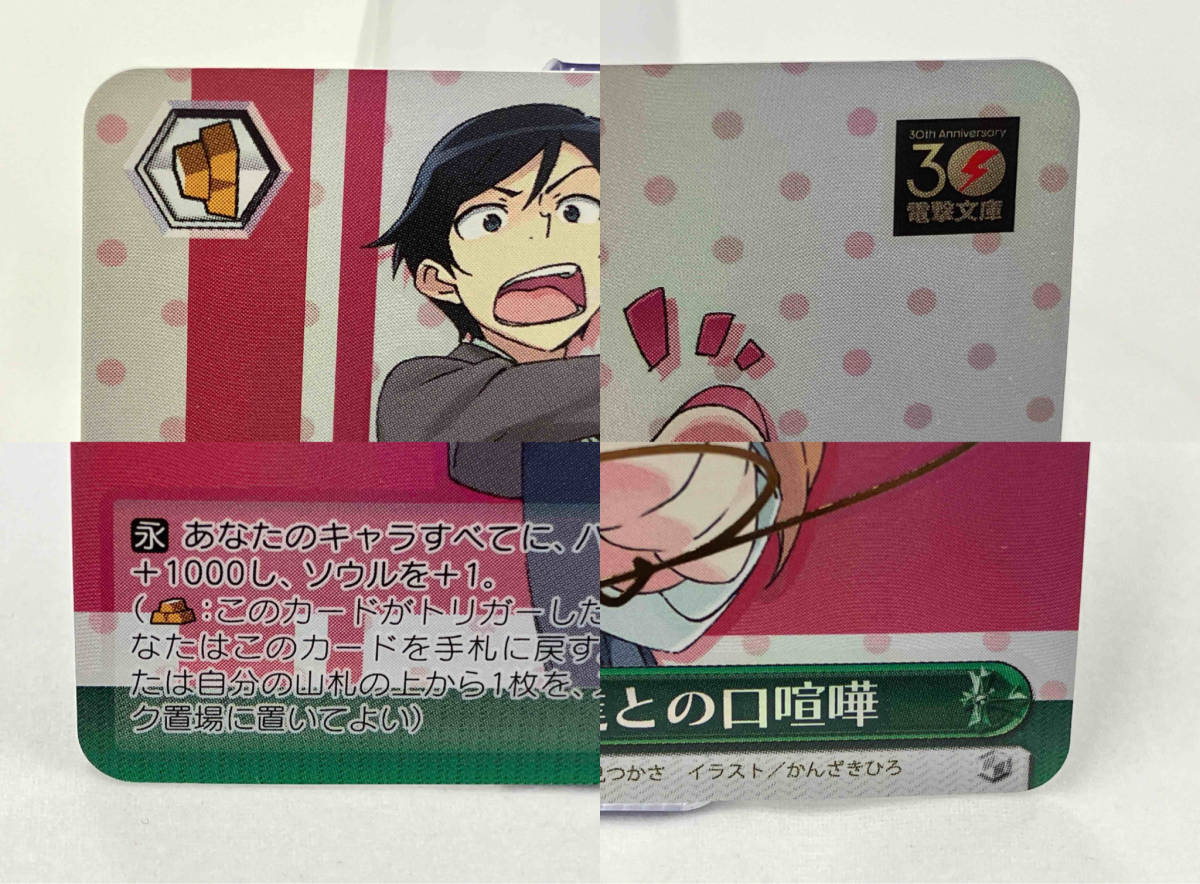 30th Anniversary
30
電撃文庫
永 あなたのキャラすべてに、パ
+1000し、ソウルを+1。
( :このカードがトリガーした
なたはこのカードを手札に戻す
たは自分の山札の上から1枚を、
ク置場に置いてよい)
との口喧嘩
つかさ イラスト/かんざきひろ